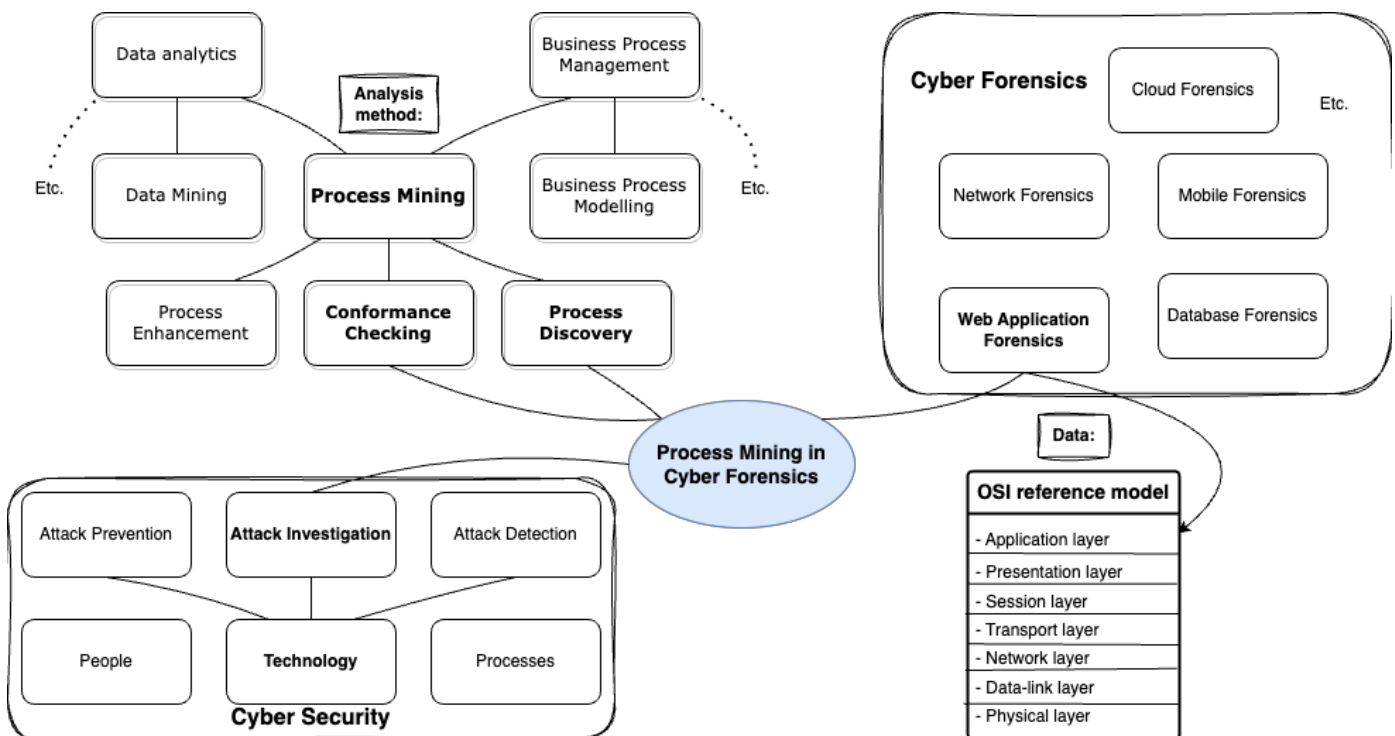 Data analytics
Business Process
Management
Analysis
method:
Etc.
Data Mining
Process Mining
Business Process
Modelling
Etc.
Process
Enhancement
Conformance
Checking
Process
Discovery
Cyber Forensics
Cloud Forensics
Etc.
Network Forensics
Mobile Forensics
Web Application
Forensics
Database Forensics
Process Mining in
Cyber Forensics
Data:
OSI reference model
- Application layer
- Presentation layer
- Session layer
- Transport layer
- Network layer
- Data-link layer
- Physical layer
Attack Prevention
Attack Investigation
Attack Detection
People
Technology
Processes
Cyber Security